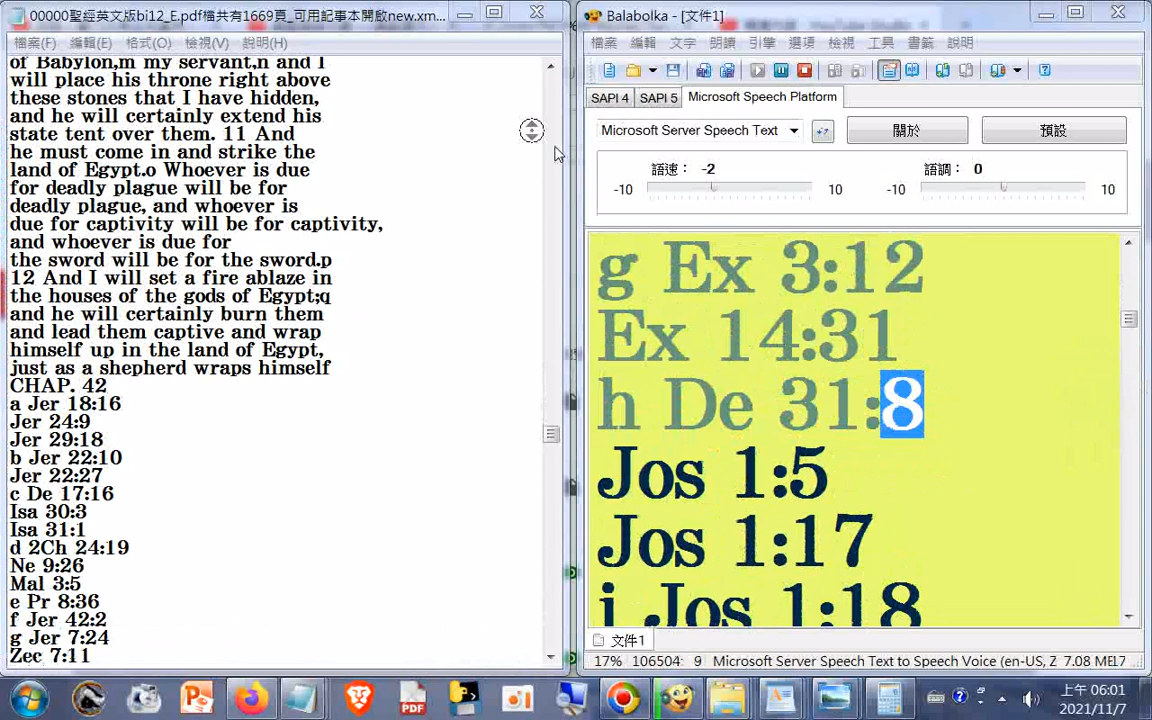 00000聖經英文版bi12_E.pdf檔共有1669頁_可用記事本開啟new.xm...
檔案(F) 編輯(E) 格式(O) 檢視(V) 說明(H)
of Babylon,m my servant,n and I
will place his throne right above
these stones that I have hidden,
and he will certainly extend his
state tent over them. 11 And
he must come in and strike the
land of Egypt.o Whoever is due
for deadly plague will be for
deadly plague, and whoever is
due for captivity will be for captivity,
and whoever is due for
the sword will be for the sword.p
12 And I will set a fire ablaze in
the houses of the gods of Egypt;q
and he will certainly burn them
and lead them captive and wrap
himself up in the land of Egypt,
just as a shepherd wraps himself
CHAP. 42
a Jer 18:16
Jer 24:9
Jer 29:18
b Jer 22:10
Jer 22:27
c De 17:16
Isa 30:3
Isa 31:1
d 2Ch 24:19
Ne 9:26
Mal 3:5
e Pr 8:36
f Jer 42:2
g Jer 7:24
Zec 7:11
Balabolka - [文件1]
檔案 編輯 文字 朗讀 引擎 選項 檢視 工具 書籤 說明
SAPI 4 SAPI 5 Microsoft Speech Platform
Microsoft Server Speech Text 關於 預設
語速: -2 語調: 0
-10 10 -10 10
g Ex 3:12
Ex 14:31
h De 31:8
Jos 1:5
Jos 1:17
i Jos 1:18
文件1
17% 106504: 9 Microsoft Server Speech Text to Speech Voice (en-US, Z 7.08 ME
上午 06:01
2021/11/7